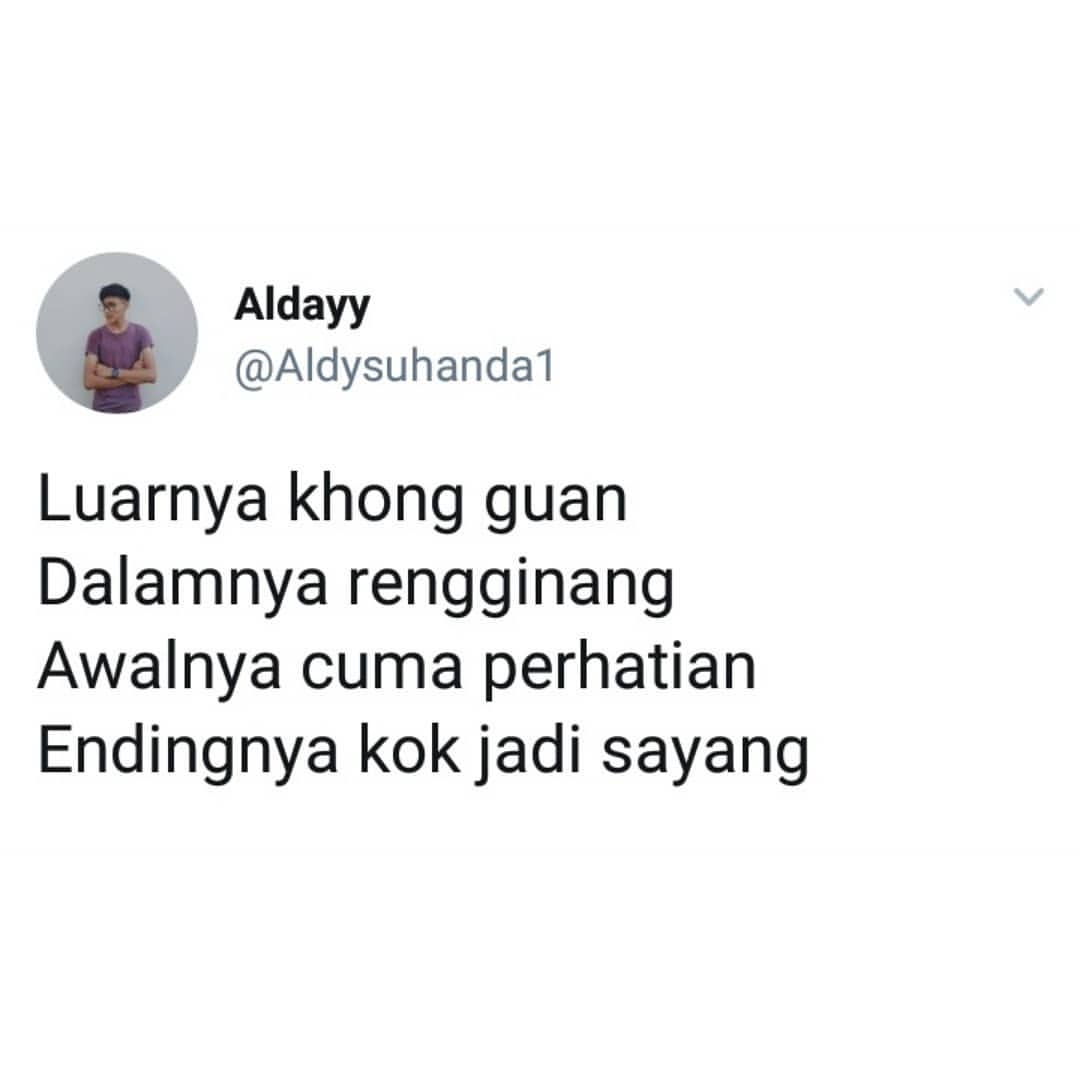 Aldayy
@Aldysuhanda1
Luarnya khong guan
Dalamnya rengginang
Awalnya cuma perhatian
Endingnya kok jadi sayang